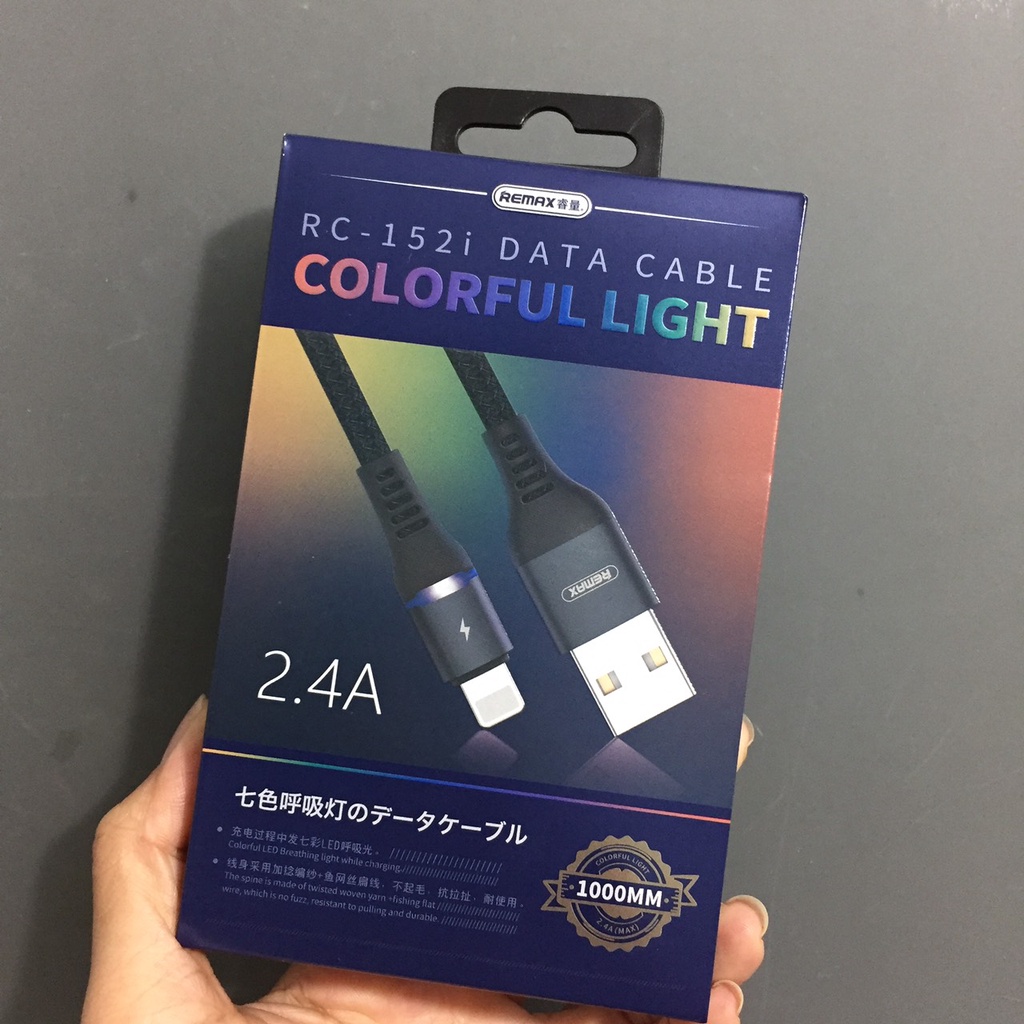 REMAX睿量
RC-152i DATA CABLE
COLORFUL LIGHT
REMAX
2.4A
七色呼吸灯のデータケーブル
充电过程中发七彩LED呼吸光。
Colorful LED Breathing light while charging.
线身采用加捻编纱+鱼网丝扁线，不起毛，抗拉扯，耐使用。
The spine is made of twisted woven yarn +fishing flat
wire, which is no fuzz, resistant to pulling and durable.
COLORFUL LIGHT
1000MM
2.4A(MAX)